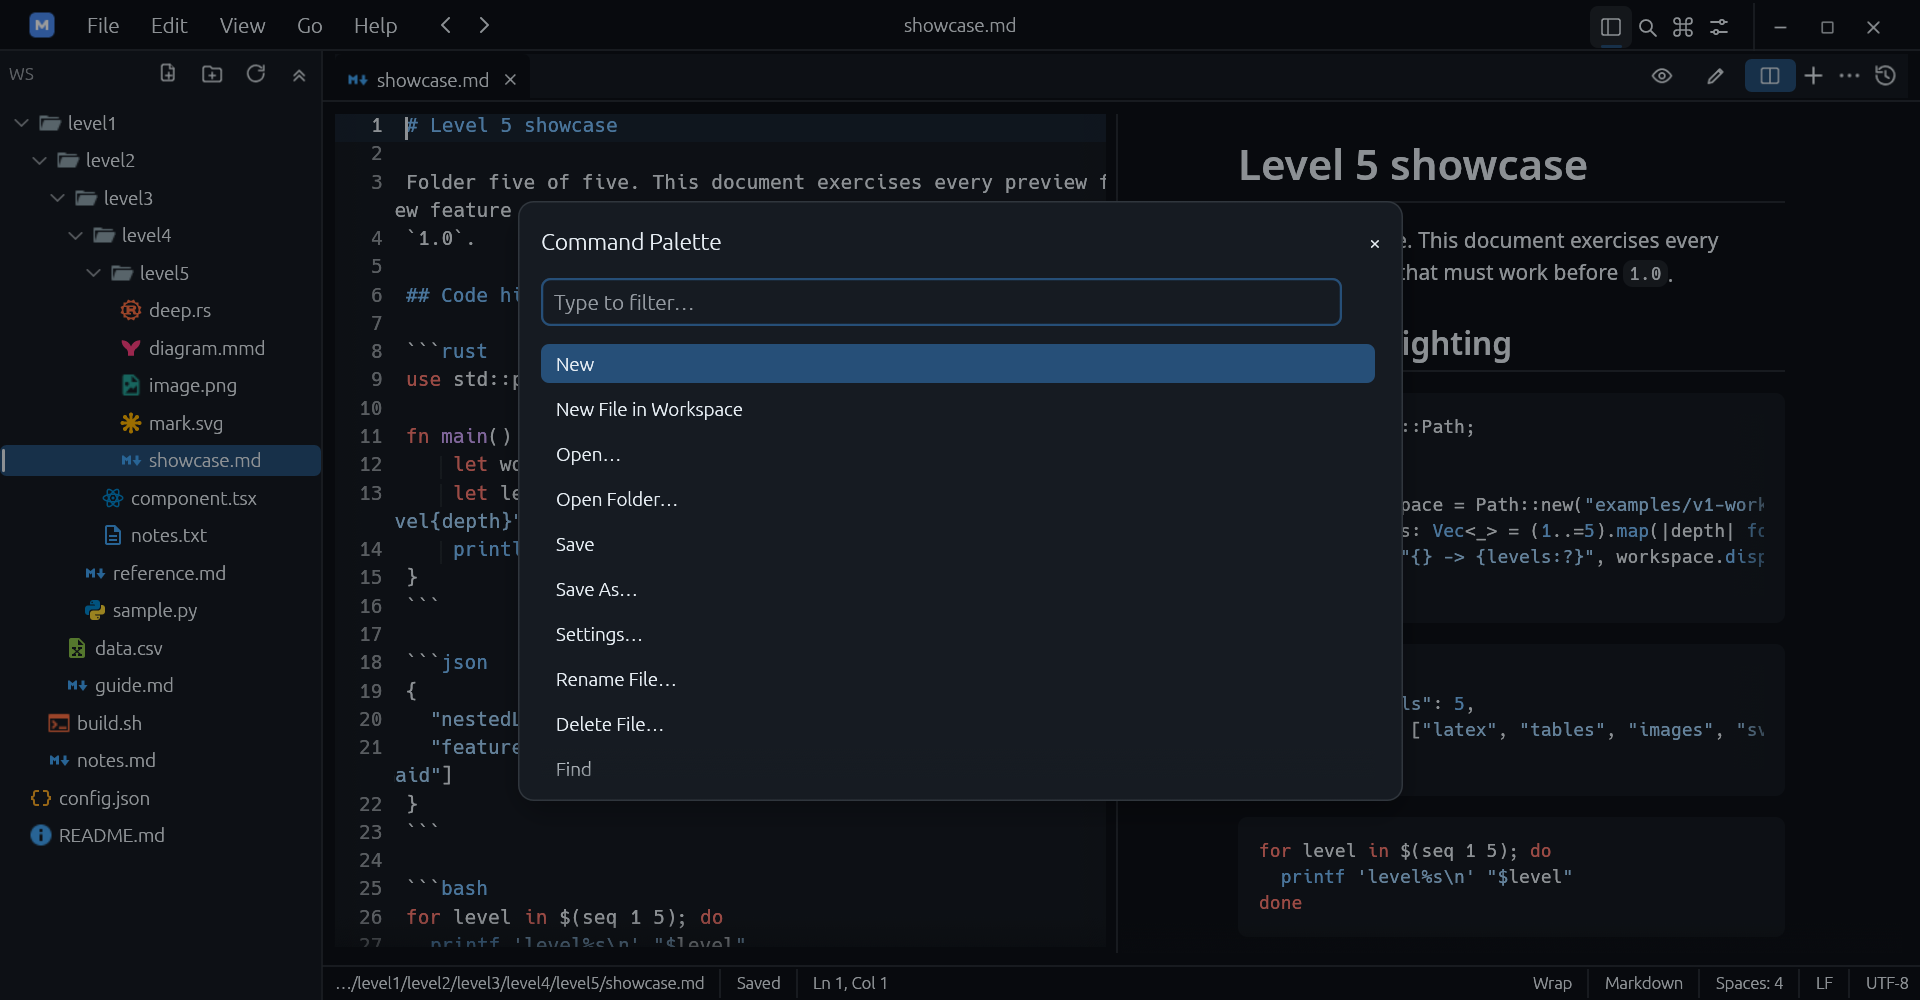 M File Edit View Go Help
showcase.md
WS
level1
level2
level3
level4
level5
deep.rs
diagram.mmd
image.png
mark.svg
showcase.md
component.tsx
notes.txt
reference.md
sample.py
data.csv
guide.md
build.sh
notes.md
config.json
README.md
showcase.md
1 # Level 5 showcase
2
3 Folder five of five. This document exercises every preview f
ew feature
4 `1.0`.
5
6 ## Code hi
7
8 ```rust
9 use std::p
10
11 fn main()
12 let wo
13 let le
vel{depth}"
14 printl
15 }
16 ```
17
18 ```json
19 {
20 "nestedL
21 "feature
aid"]
22 }
23 ```
24
25 ```bash
26 for level in $(seq 1 5); do
27 printf 'level%s\n' "$level"
Command Palette
Type to filter…
New
New File in Workspace
Open…
Open Folder…
Save
Save As…
Settings…
Rename File…
Delete File…
Find
Level 5 showcase
e. This document exercises every
that must work before 1.0.
ighting
::Path;
pace = Path::new("examples/v1-work
s: Vec<_> = (1..=5).map(|depth| fo
"{} -> {levels:?}", workspace.disp
ls": 5,
["latex", "tables", "images", "sv
for level in $(seq 1 5); do
printf 'level%s\n' "$level"
done
…/level1/level2/level3/level4/level5/showcase.md Saved Ln 1, Col 1
Wrap Markdown Spaces: 4 LF UTF-8